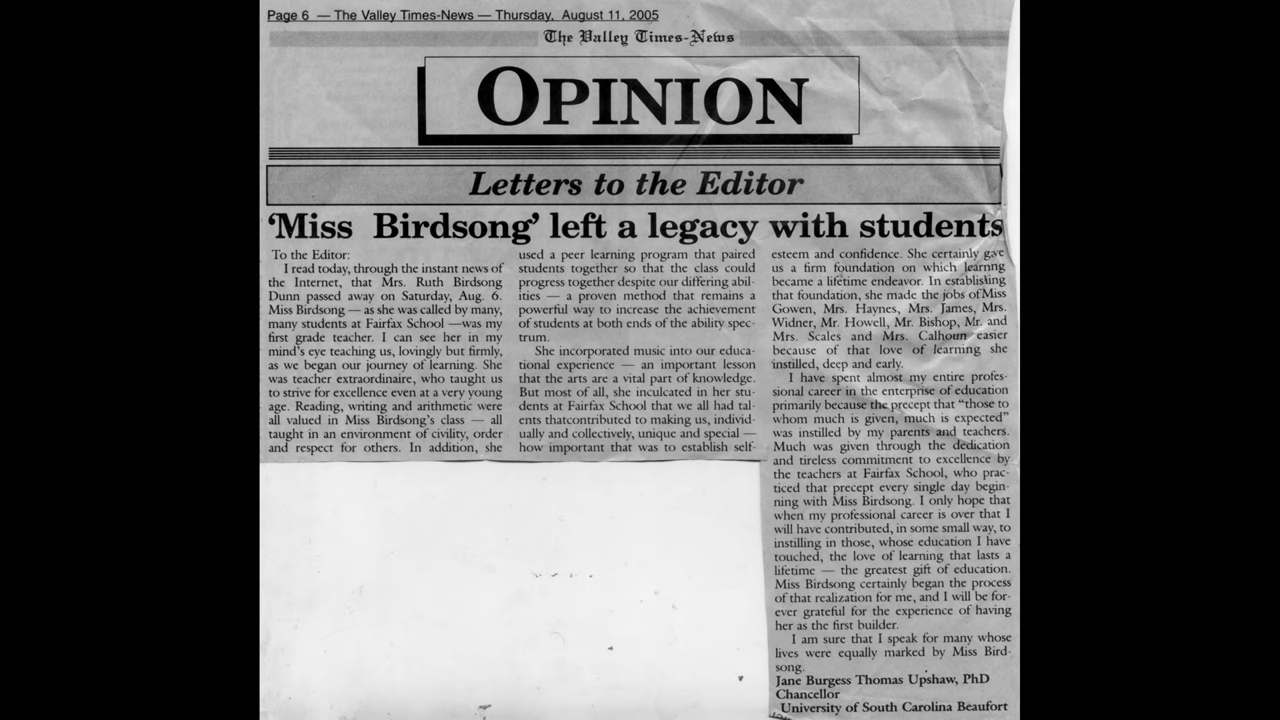 Page 6 — The Valley Times-News — Thursday, August 11, 2005
The Valley Times-News
OPINION
Letters to the Editor
‘Miss Birdsong’ left a legacy with students
To the Editor:
I read today, through the instant news of
the Internet, that Mrs. Ruth Birdsong
Dunn passed away on Saturday, Aug. 6.
Miss Birdsong — as she was called by many,
many students at Fairfax School —was my
first grade teacher. I can see her in my
mind's eye teaching us, lovingly but firmly,
as we began our journey of learning. She
was teacher extraordinaire, who taught us
to strive for excellence even at a very young
age. Reading, writing and arithmetic were
all valued in Miss Birdsong's class — all
taught in an environment of civility, order
and respect for others. In addition, she
used a peer learning program that paired
students together so that the class could
progress together despite our differing abil-
ities — a proven method that remains a
powerful way to increase the achievement
of students at both ends of the ability spec-
trum.
She incorporated music into our educa-
tional experience — an important lesson
that the arts are a vital part of knowledge.
But most of all, she inculcated in her stu-
dents at Fairfax School that we all had tal-
ents thatcontributed to making us, individ-
ually and collectively, unique and special —
how important that was to establish self-
esteem and confidence. She certainly gave
us a firm foundation on which learnng
became a lifetime endeavor. In establishing
that foundation, she made the jobs of Miss
Gowen, Mrs. Haynes, Mrs. James, Mrs.
Widner, Mr. Howell, Mr. Bishop, Mr. and
Mrs. Scales and Mrs. Calhoun easier
because of that love of learning she
instilled, deep and early.
I have spent almost my entire profes-
sional career in the enterprise of education
primarily because the precept that “those to
whom much is given, much is expected”
was instilled by my parents and teachers.
Much was given through the dedication
and tireless commitment to excellence by
the teachers at Fairfax School, who prac-
ticed that precept every single day begin-
ning with Miss Birdsong. I only hope that
when my professional career is over that I
will have contributed, in some small way, to
instilling in those, whose education I have
touched, the love of learning that lasts a
lifetime — the greatest gift of education.
Miss Birdsong certainly began the process
of that realization for me, and I will be for-
ever grateful for the experience of having
her as the first builder.
I am sure that I speak for many whose
lives were equally marked by Miss Bird-
song.
Jane Burgess Thomas Upshaw, PhD
Chancellor
University of South Carolina Beaufort